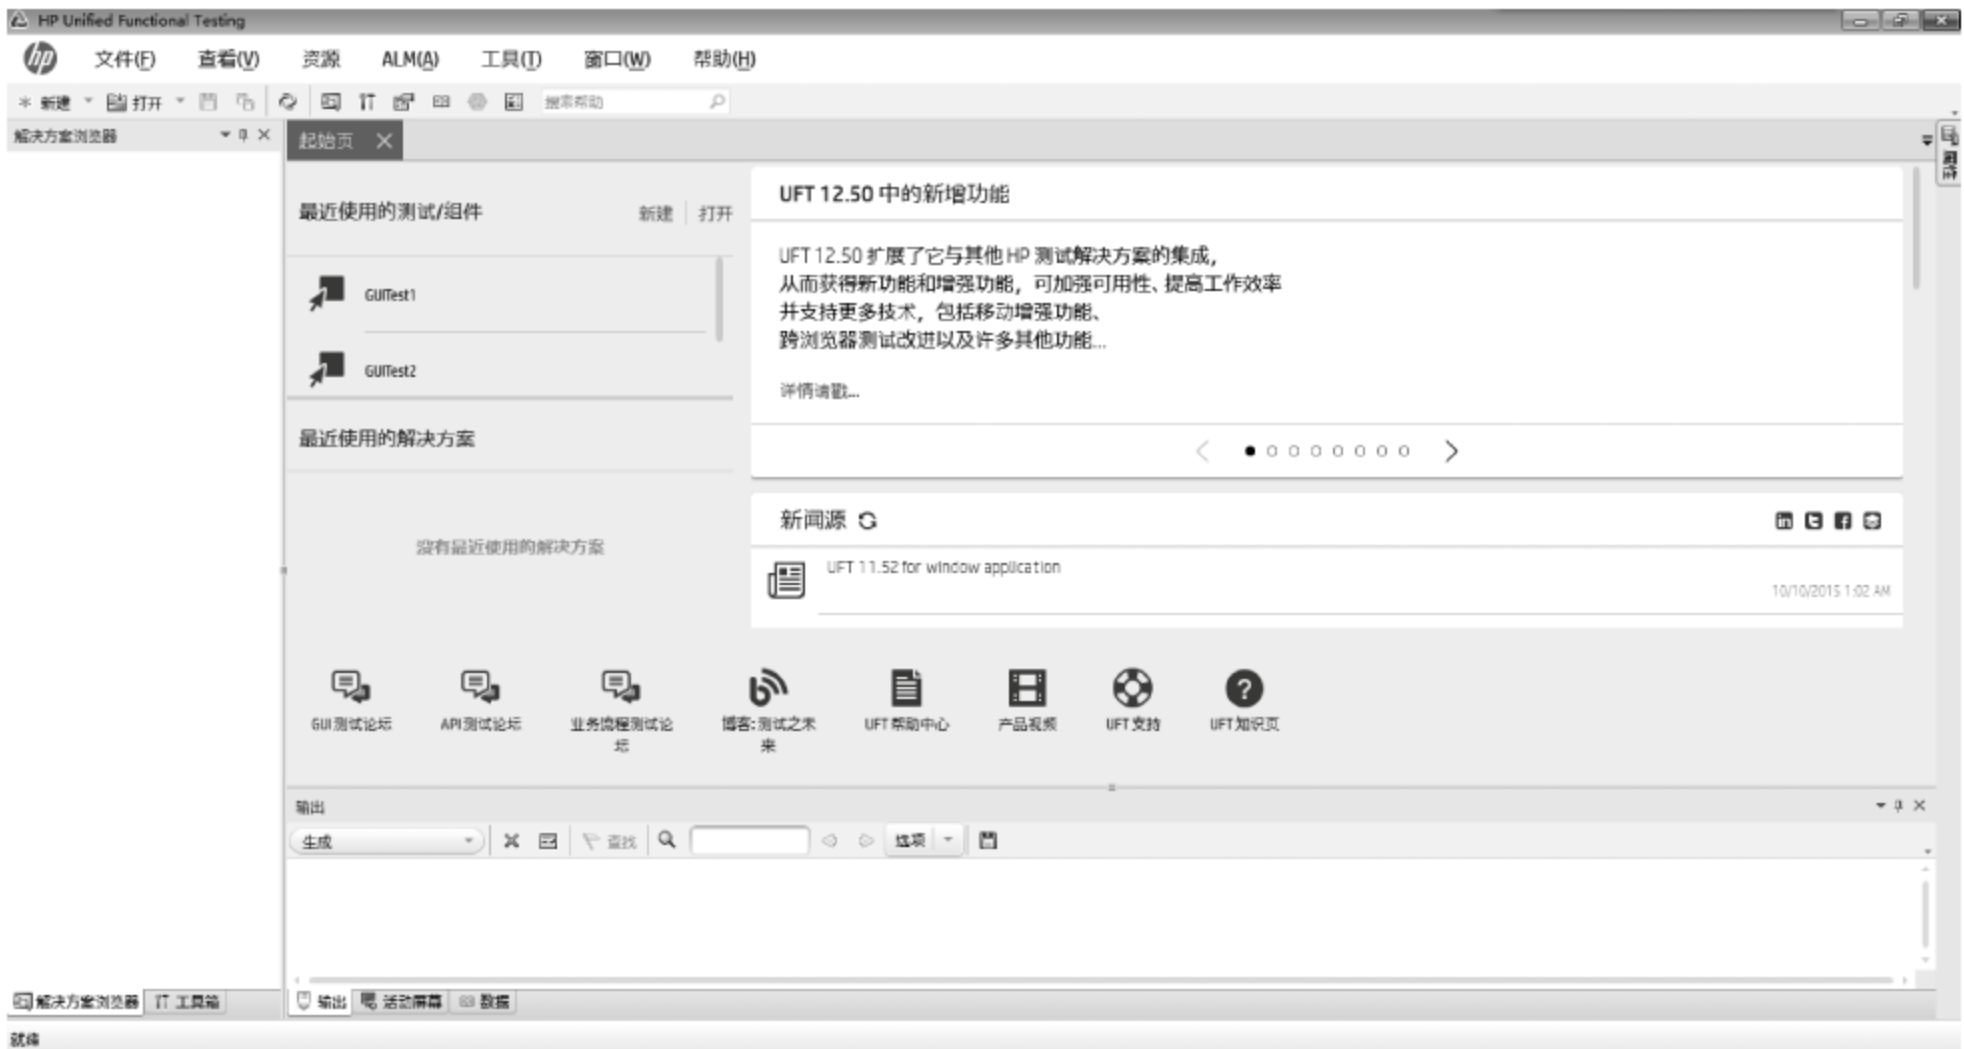 HP Unified Functional Testing
hp 文件(F) 查看(V) 资源 ALM(A) 工具(T) 窗口(W) 帮助(H)
新建 打开 搜索帮助
解决方案浏览器
起始页
属性
最近使用的测试/组件 新建 打开
GUITest1
GUITest2
最近使用的解决方案
没有最近使用的解决方案
UFT 12.50 中的新增功能
UFT 12.50 扩展了它与其他 HP 测试解决方案的集成，
从而获得新功能和增强功能，可加强可用性、提高工作效率
并支持更多技术，包括移动增强功能、
跨浏览器测试改进以及许多其他功能...
详情请戳...
新闻源
UFT 11.52 for window application
10/10/2015 1:02 AM
GUI 测试论坛
API 测试论坛
业务流程测试论
坛
博客: 测试之未
来
UFT 帮助中心
产品视频
UFT 支持
UFT 知识页
输出
生成 查找 选项
解决方案浏览器 工具箱
输出 活动屏幕 数据
就绪